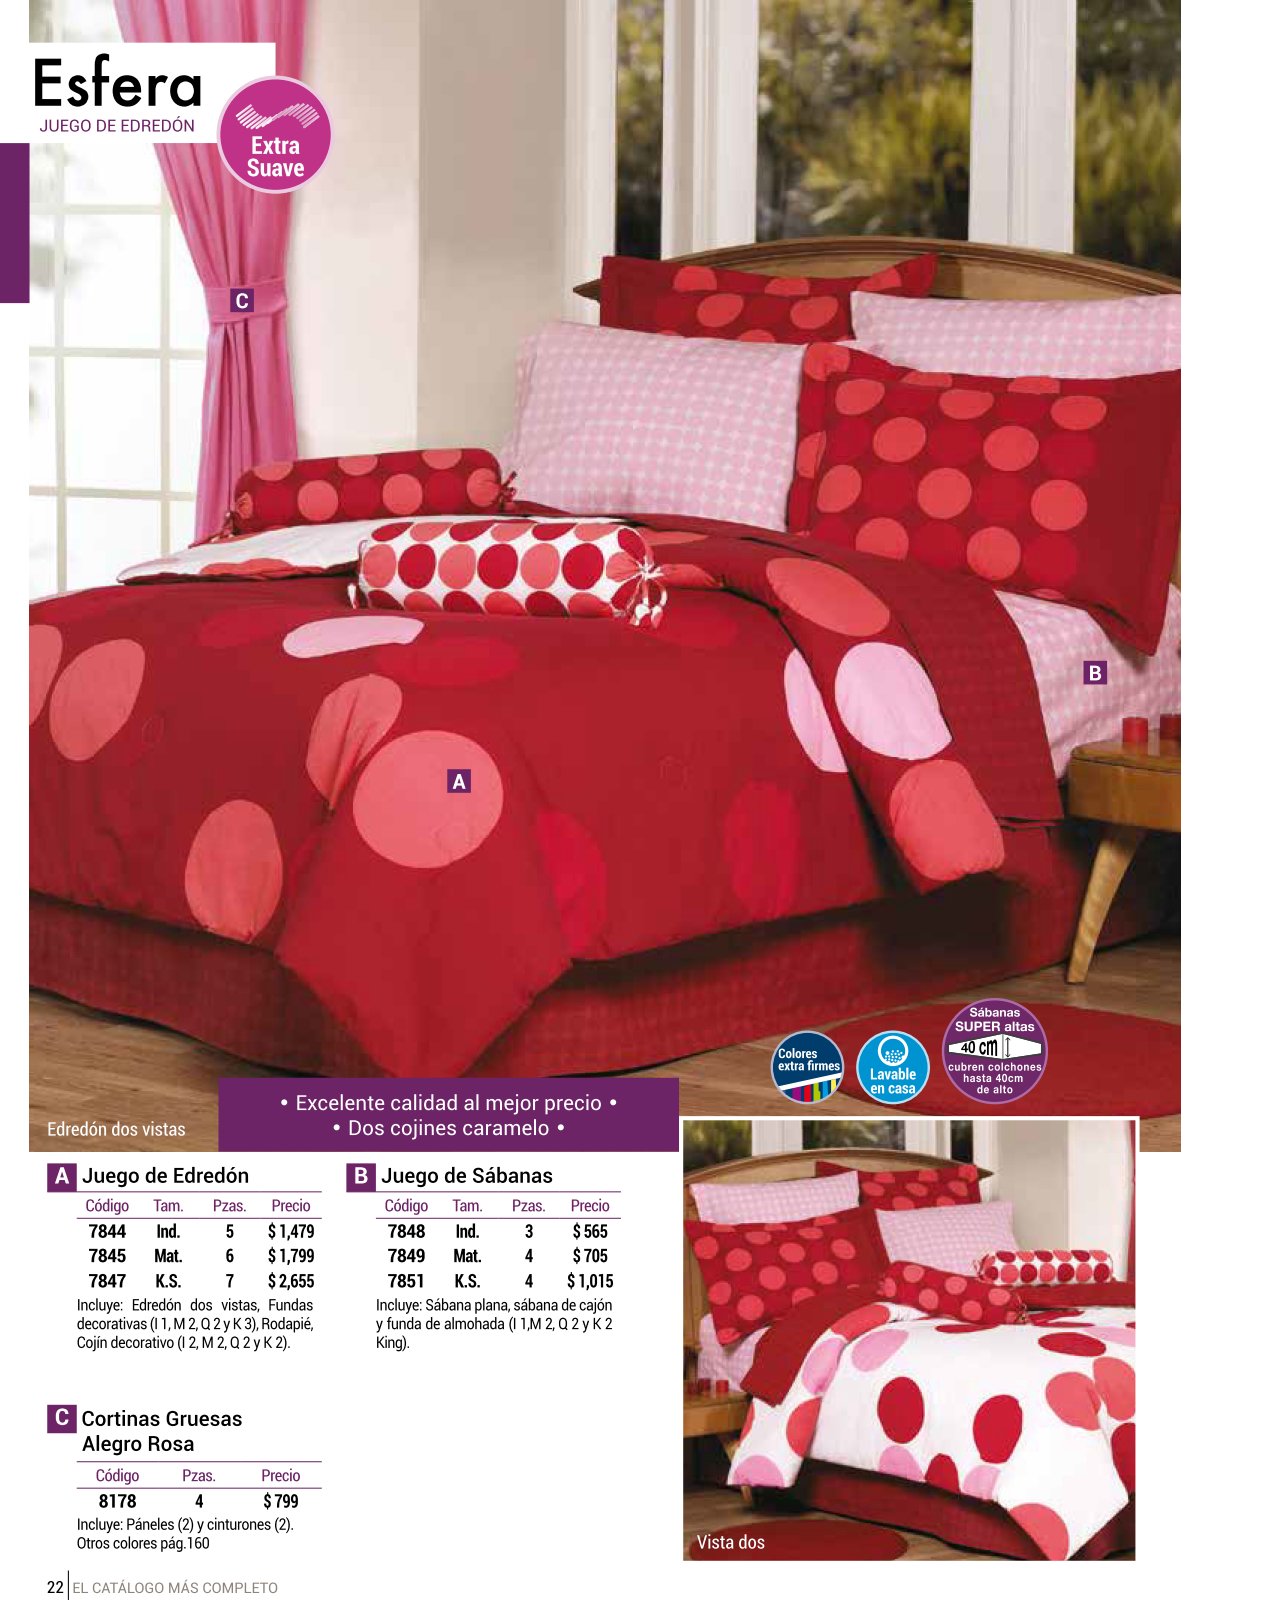 Esfera
JUEGO DE EDREDÓN
Extra
Suave
C
B
A
Colores
extra firmes
Lavable
en casa
Sábanas
SUPER altas
40 cm
cubren colchones
hasta 40cm
de alto
Edredón dos vistas
• Excelente calidad al mejor precio •
• Dos cojines caramelo •
A Juego de Edredón
Código Tam. Pzas. Precio
7844 Ind. 5 $ 1,479
7845 Mat. 6 $ 1,799
7847 K.S. 7 $ 2,655
Incluye: Edredón dos vistas, Fundas
decorativas (I 1, M 2, Q 2 y K 3), Rodapié,
Cojín decorativo (I 2, M 2, Q 2 y K 2).
B Juego de Sábanas
Código Tam. Pzas. Precio
7848 Ind. 3 $ 565
7849 Mat. 4 $ 705
7851 K.S. 4 $ 1,015
Incluye: Sábana plana, sábana de cajón
y funda de almohada (I 1,M 2, Q 2 y K 2
King).
C Cortinas Gruesas
Alegro Rosa
Código Pzas. Precio
8178 4 $ 799
Incluye: Páneles (2) y cinturones (2).
Otros colores pág.160
Vista dos
22 EL CATÁLOGO MÁS COMPLETO